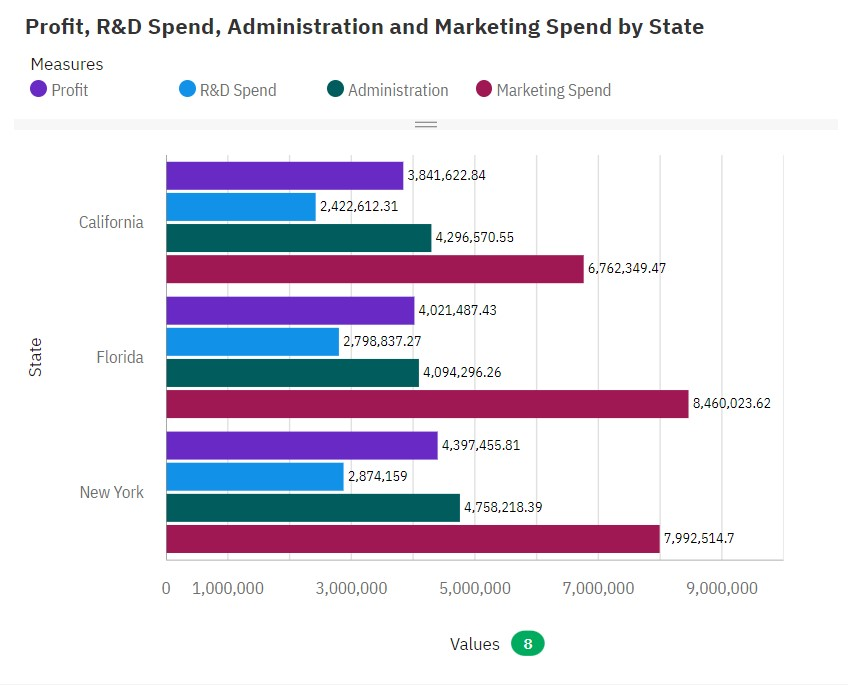 Profit, R&D Spend, Administration and Marketing Spend by State
Measures
Profit R&D Spend Administration Marketing Spend
State
California
3,841,622.84
2,422,612.31
4,296,570.55
6,762,349.47
Florida
4,021,487.43
2,798,837.27
4,094,296.26
8,460,023.62
New York
4,397,455.81
2,874,159
4,758,218.39
7,992,514.7
0 1,000,000 3,000,000 5,000,000 7,000,000 9,000,000
Values 8